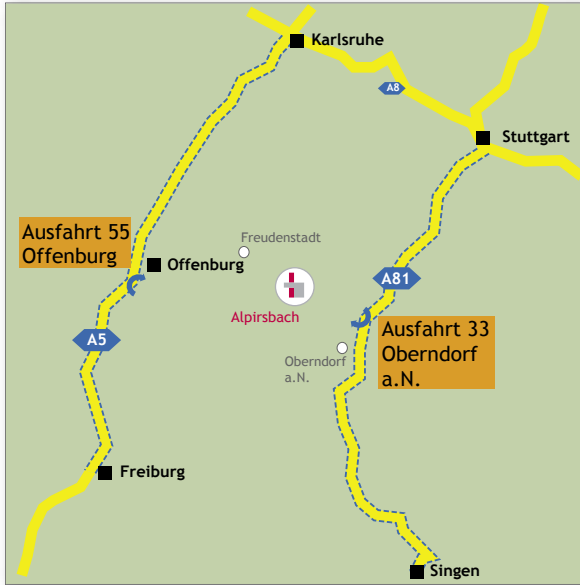 Karlsruhe
A8
Stuttgart
Ausfahrt 55
Offenburg
Freudenstadt
Offenburg
A81
Alpirsbach
Ausfahrt 33
Oberndorf
a.N.
A5
Oberndorf
a.N.
Freiburg
Singen